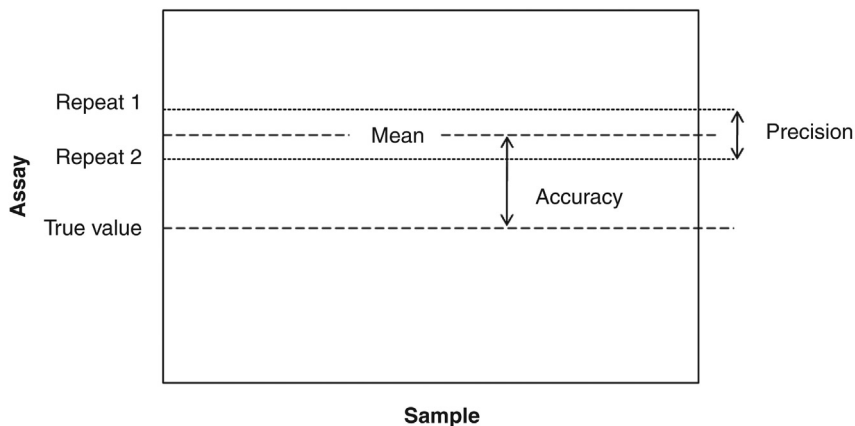 Repeat 1
Mean
Precision
Repeat 2
Accuracy
True value
Assay
Sample